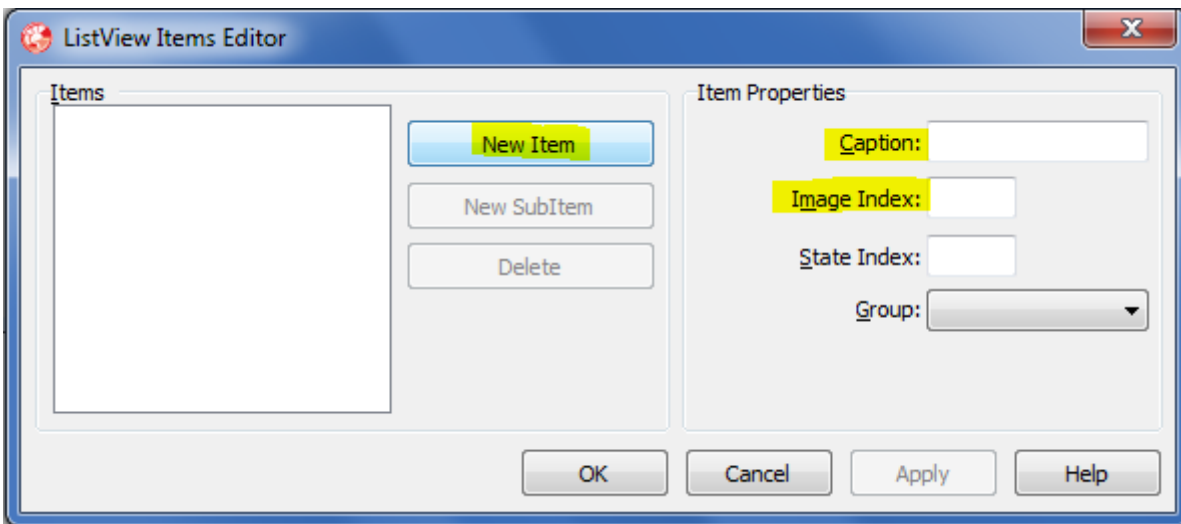 ListView Items Editor
Items
New Item
New SubItem
Delete
Item Properties
Caption:
Image Index:
State Index:
Group:
OK
Cancel
Apply
Help